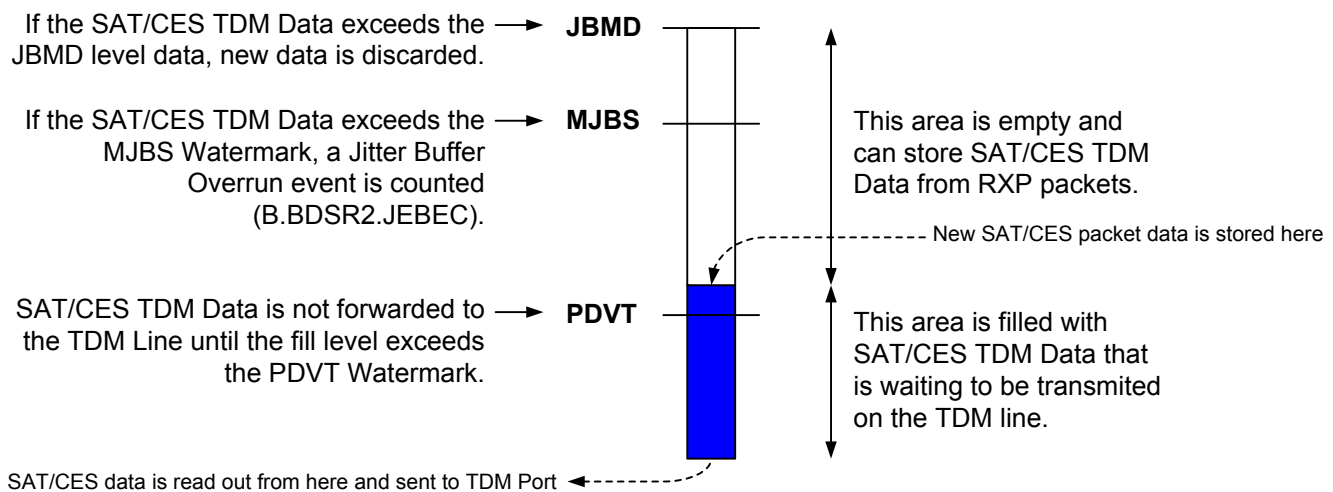 If the SAT/CES TDM Data exceeds the
JBMD level data, new data is discarded.
JBMD
If the SAT/CES TDM Data exceeds the
MJBS Watermark, a Jitter Buffer
Overrun event is counted
(B.BDSR2.JEBEC).
MJBS
This area is empty and
can store SAT/CES TDM
Data from RXP packets.
New SAT/CES packet data is stored here
SAT/CES TDM Data is not forwarded to
the TDM Line until the fill level exceeds
the PDVT Watermark.
PDVT
This area is filled with
SAT/CES TDM Data that
is waiting to be transmited
on the TDM line.
SAT/CES data is read out from here and sent to TDM Port